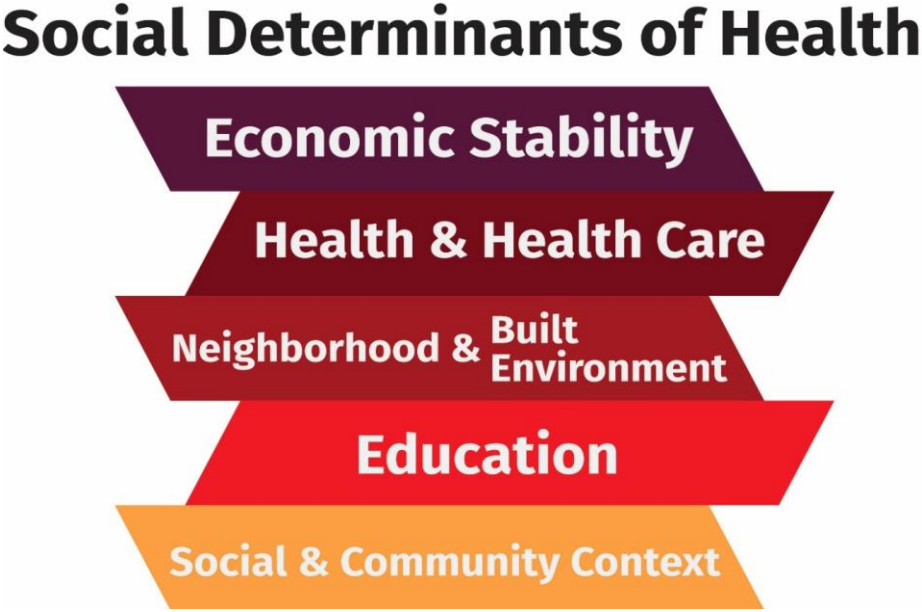 Social Determinants of Health
Economic Stability
Health & Health Care
Neighborhood & Built
Environment
Education
Social & Community Context